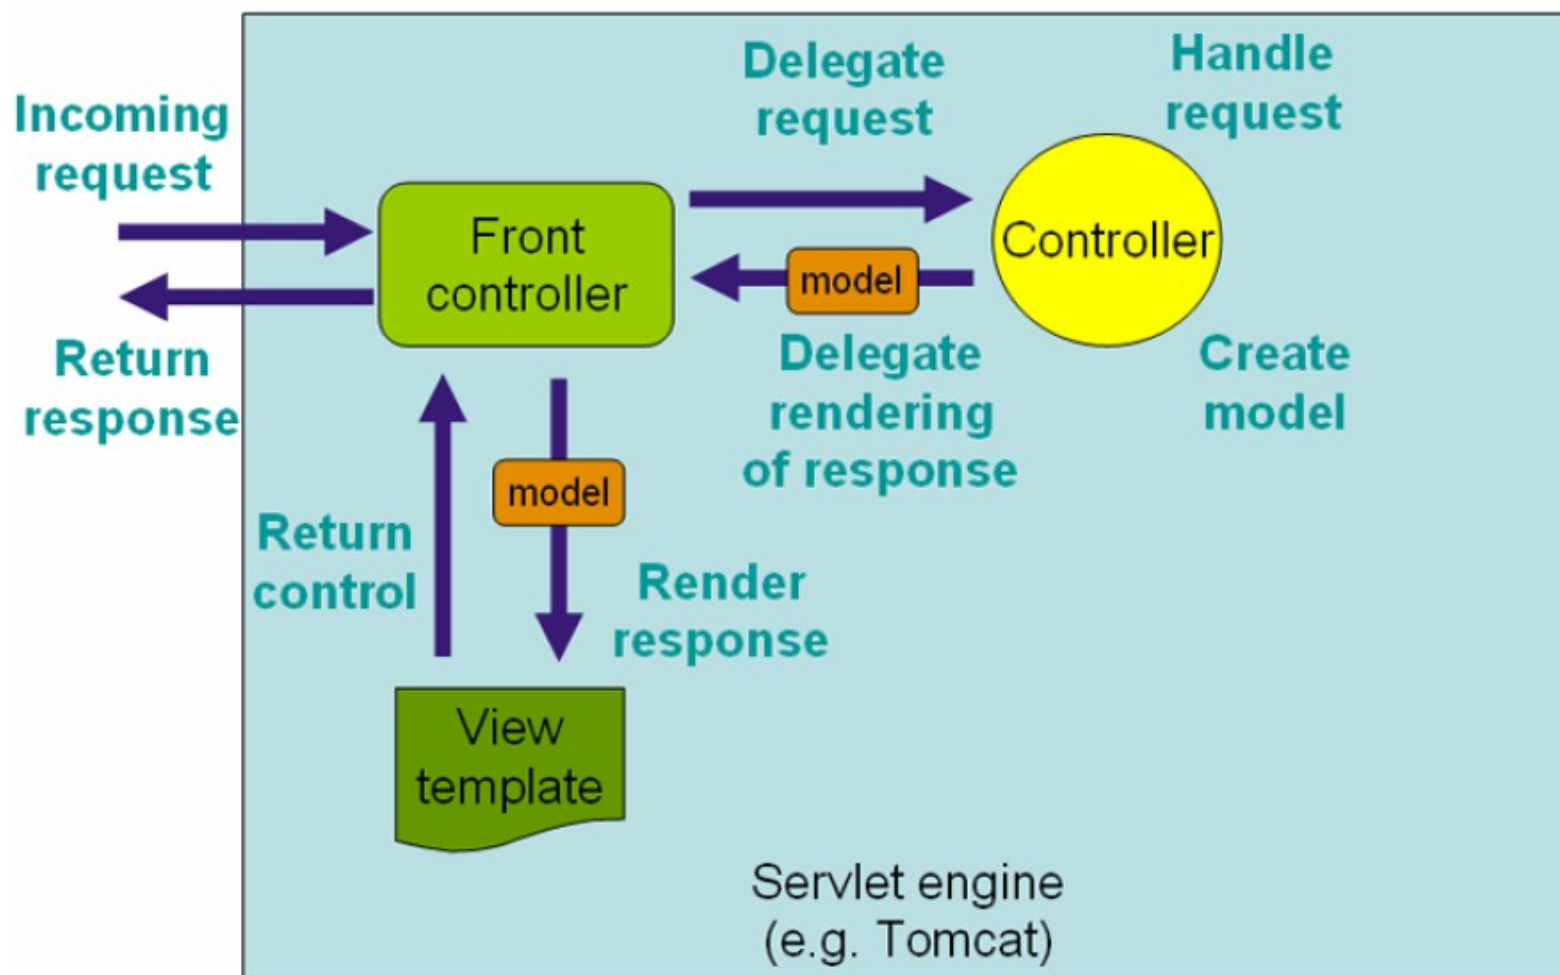 Incoming
request
Return
response
Delegate
request
Handle
request
Front
controller
Controller
model
Delegate
rendering
of response
Create
model
model
Return
control
Render
response
View
template
Servlet engine
(e.g. Tomcat)